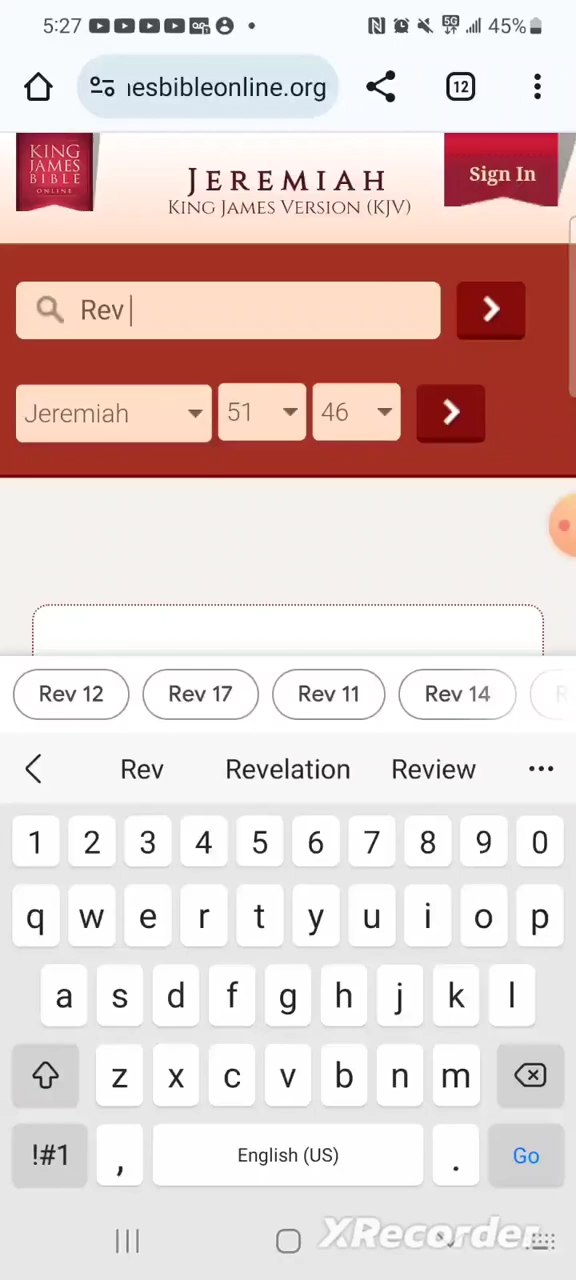 5:27
5G
45%
ıesbibleonline.org
12
KING
JAMES
BIBLE
ONLINE
JEREMIAH
KING JAMES VERSION (KJV)
Sign In
Rev
Jeremiah
51
46
Rev 12
Rev 17
Rev 11
Rev 14
Rev
Revelation
Review
1 2 3 4 5 6 7 8 9 0
q w e r t y u i o p
a s d f g h j k l
z x c v b n m
!#1
,
English (US)
.
Go
XRecorder